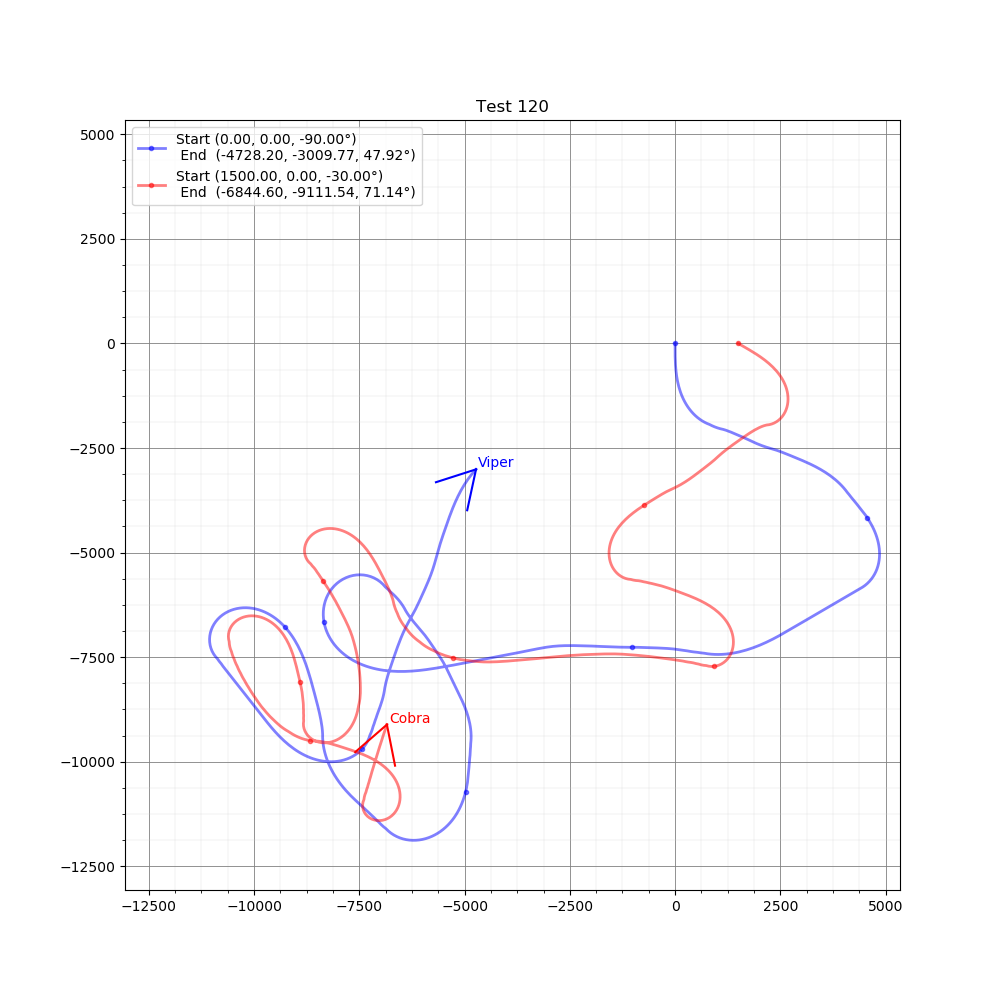 Test 120
Start (0.00, 0.00, -90.00°)
End (-4728.20, -3009.77, 47.92°)
Start (1500.00, 0.00, -30.00°)
End (-6844.60, -9111.54, 71.14°)
5000
2500
0
−2500
−5000
−7500
−10000
−12500
Viper
Cobra
−12500 −10000 −7500 −5000 −2500 0 2500 5000